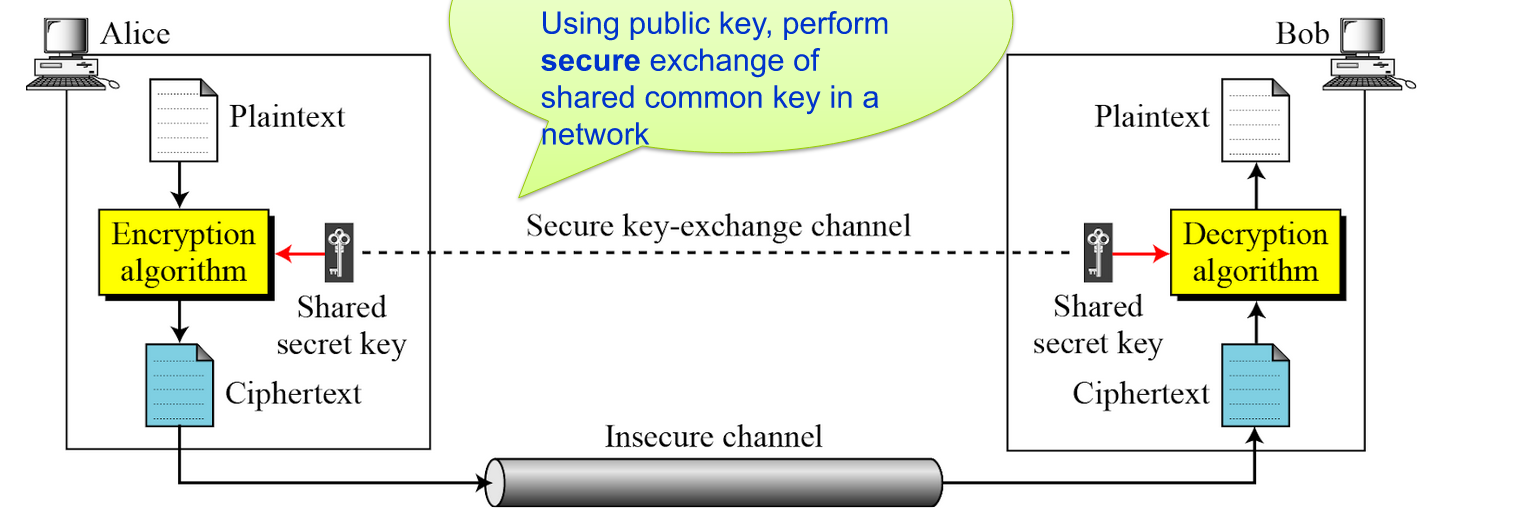 Alice
Using public key, perform
secure exchange of
shared common key in a
network
Bob
Plaintext
Plaintext
Encryption
algorithm
Shared
secret key
Secure key-exchange channel
Shared
secret key
Decryption
algorithm
Ciphertext
Ciphertext
Insecure channel